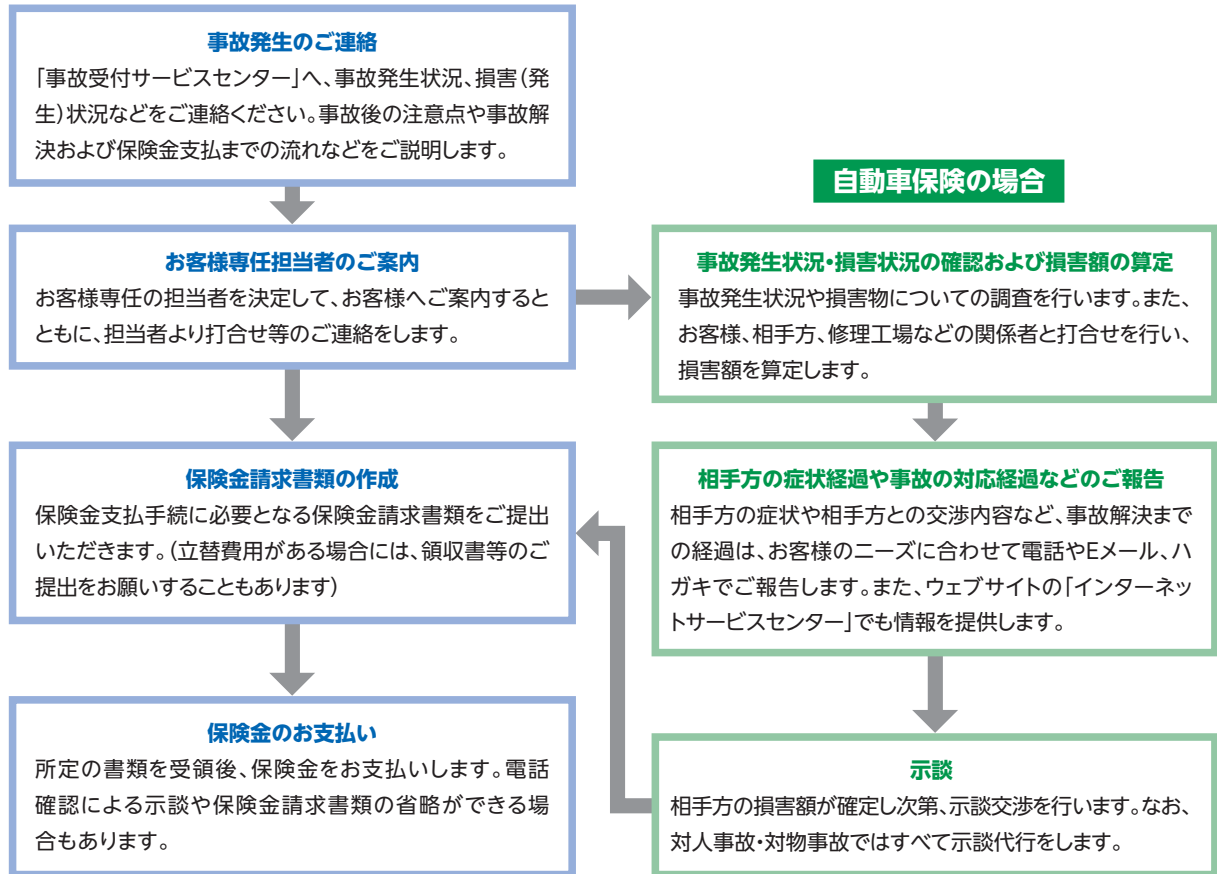 事故発生のご連絡
「事故受付サービスセンター」へ、事故発生状況、損害(発
生)状況などをご連絡ください。事故後の注意点や事故解
決および保険金支払までの流れなどをご説明します。
お客様専任担当者のご案内
お客様専任の担当者を決定して、お客様へご案内すると
ともに、担当者より打合せ等のご連絡をします。
保険金請求書類の作成
保険金支払手続に必要となる保険金請求書類をご提出
いただきます。(立替費用がある場合には、領収書等のご
提出をお願いすることもあります)
保険金のお支払い
所定の書類を受領後、保険金をお支払いします。電話
確認による示談や保険金請求書類の省略ができる場
合もあります。
自動車保険の場合
事故発生状況・損害状況の確認および損害額の算定
事故発生状況や損害物についての調査を行います。また、
お客様、相手方、修理工場などの関係者と打合せを行い、
損害額を算定します。
相手方の症状経過や事故の対応経過などのご報告
相手方の症状や相手方との交渉内容など、事故解決まで
の経過は、お客様のニーズに合わせて電話やEメール、ハ
ガキでご報告します。また、ウェブサイトの「インターネッ
トサービスセンター」でも情報を提供します。
示談
相手方の損害額が確定し次第、示談交渉を行います。なお、
対人事故・対物事故ではすべて示談代行をします。